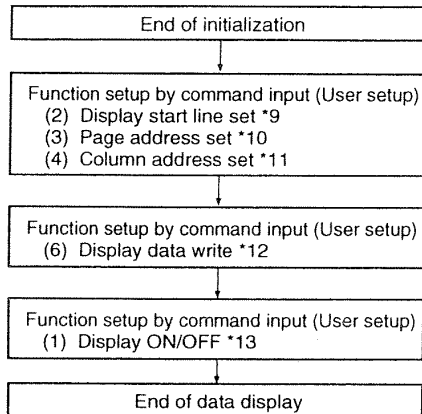 End of initialization
Function setup by command input (User setup)
(2) Display start line set *9
(3) Page address set *10
(4) Column address set *11
Function setup by command input (User setup)
(6) Display data write *12
Function setup by command input (User setup)
(1) Display ON/OFF *13
End of data display